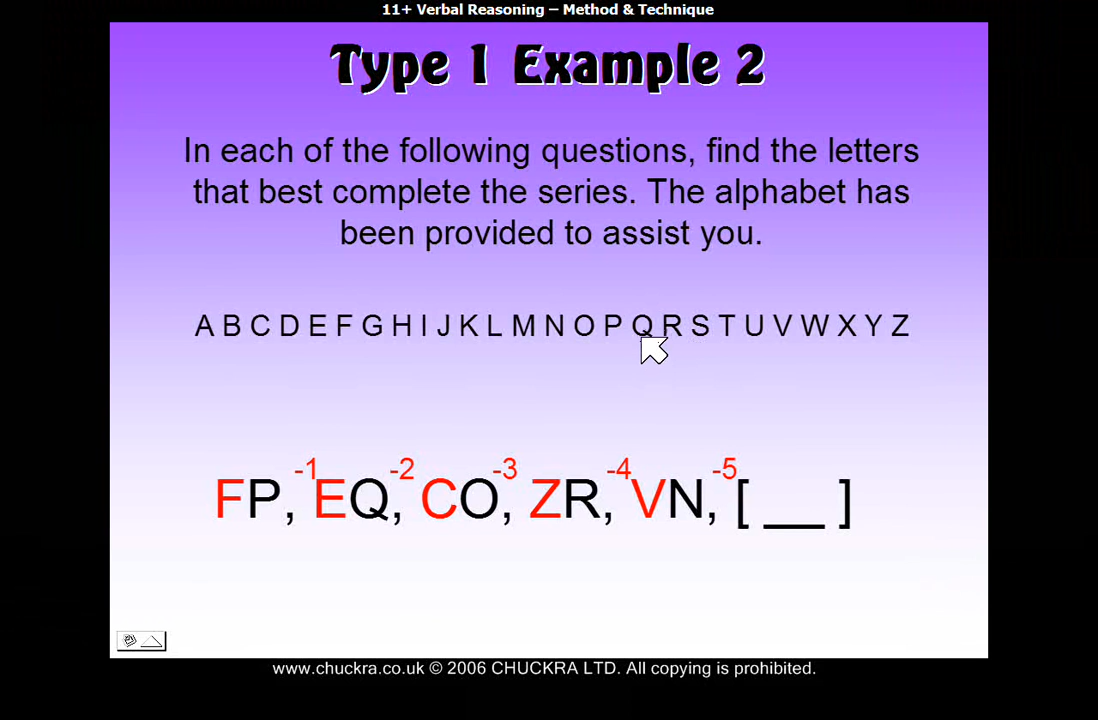 11+ Verbal Reasoning – Method & Technique
Type 1 Example 2
In each of the following questions, find the letters
that best complete the series. The alphabet has
been provided to assist you.
A B C D E F G H I J K L M N O P Q R S T U V W X Y Z
-1 -2 -3 -4 -5
FP, EQ, CO, ZR, VN, [ __ ]
www.chuckra.co.uk © 2006 CHUCKRA LTD. All copying is prohibited.